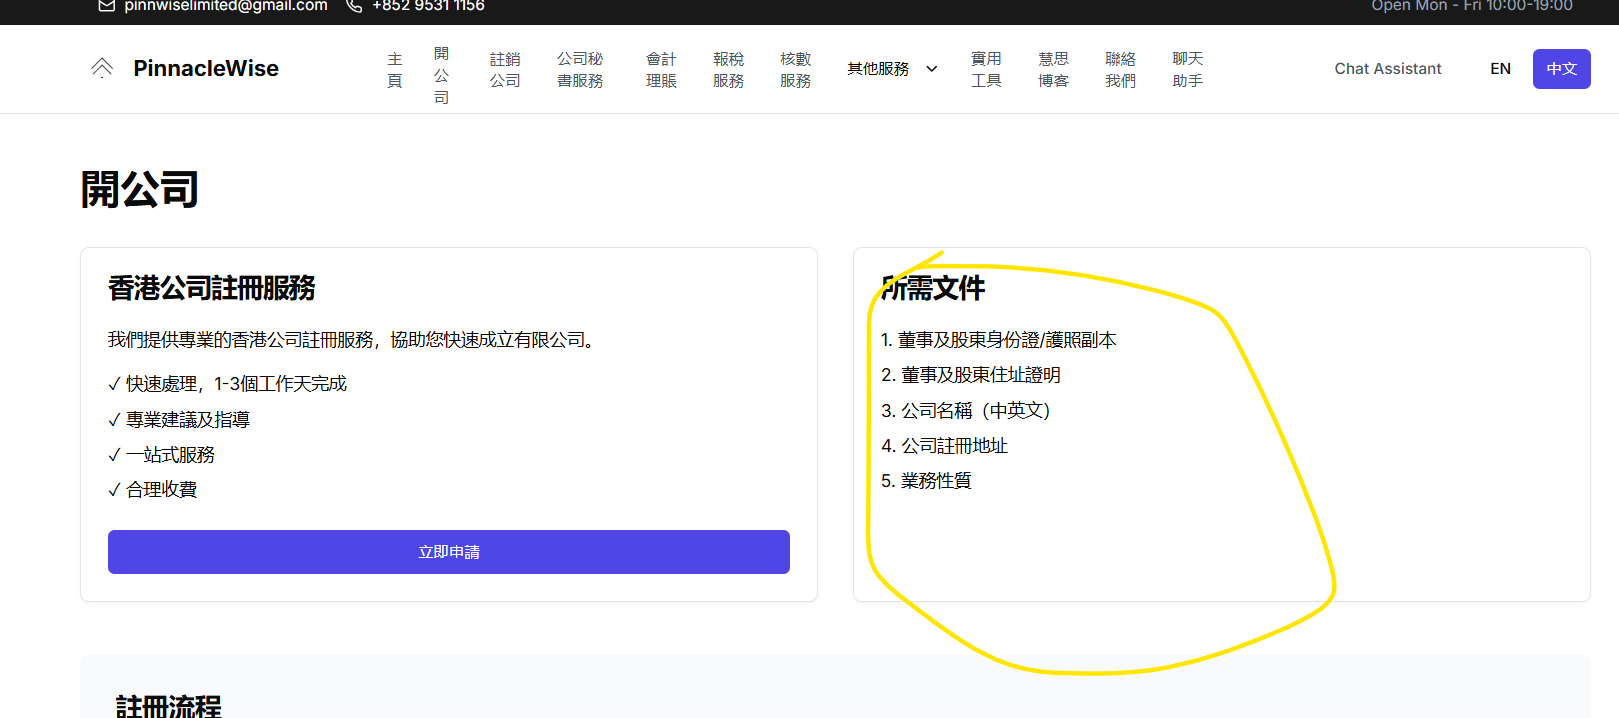 pinnwiselimited@gmail.com +852 9531 1156 Open Mon - Fri 10:00-19:00
PinnacleWise
主頁
開公司
註銷公司
公司秘書服務
會計理賬
報稅服務
核數服務
其他服務
實用工具
慧思博客
聯絡我們
聊天助手
Chat Assistant
EN
中文
開公司
香港公司註冊服務
我們提供專業的香港公司註冊服務，協助您快速成立有限公司。
✓ 快速處理，1-3個工作天完成
✓ 專業建議及指導
✓ 一站式服務
✓ 合理收費
立即申請
所需文件
1. 董事及股東身份證/護照副本
2. 董事及股東住址證明
3. 公司名稱（中英文）
4. 公司註冊地址
5. 業務性質
註冊流程